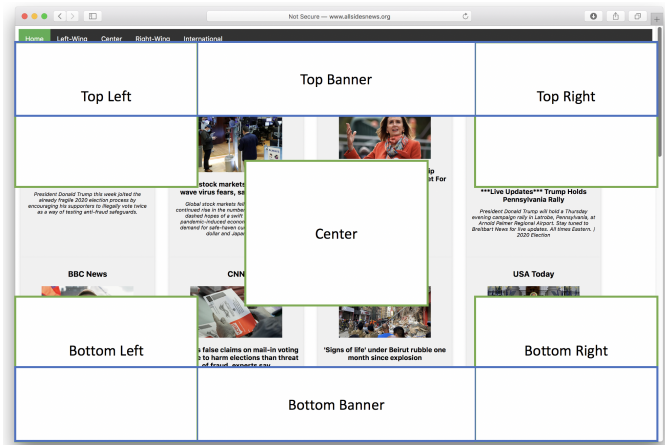 Not Secure — www.allsidesnews.org
Home Left-Wing Center Right-Wing International
Top Left
Top Banner
Top Right
President Donald Trump this week jolted the
already fragile 2020 election process by
encouraging his supporters to illegally vote twice
as a way of testing anti-fraud safeguards.
stock markets
wave virus fears, sa
Global stock markets fell
continued rise in the number
dashed hopes of a swift
pandemic-induced econom
demand for safe-haven cu
dollar and Japa
et For
***Live Updates*** Trump Holds
Pennsylvania Rally
President Donald Trump will hold a Thursday
evening campaign rally in Latrobe, Pennsylvania, at
Arnold Palmer Regional Airport. Stay tuned to
Breitbart News for live updates. All times Eastern. |
2020 Election
Center
BBC News
CNN
USA Today
Bottom Left
s false claims on mail-in voting
e to harm elections than threat
of fraud, experts say
'Signs of life' under Beirut rubble one
month since explosion
Bottom Right
Bottom Banner